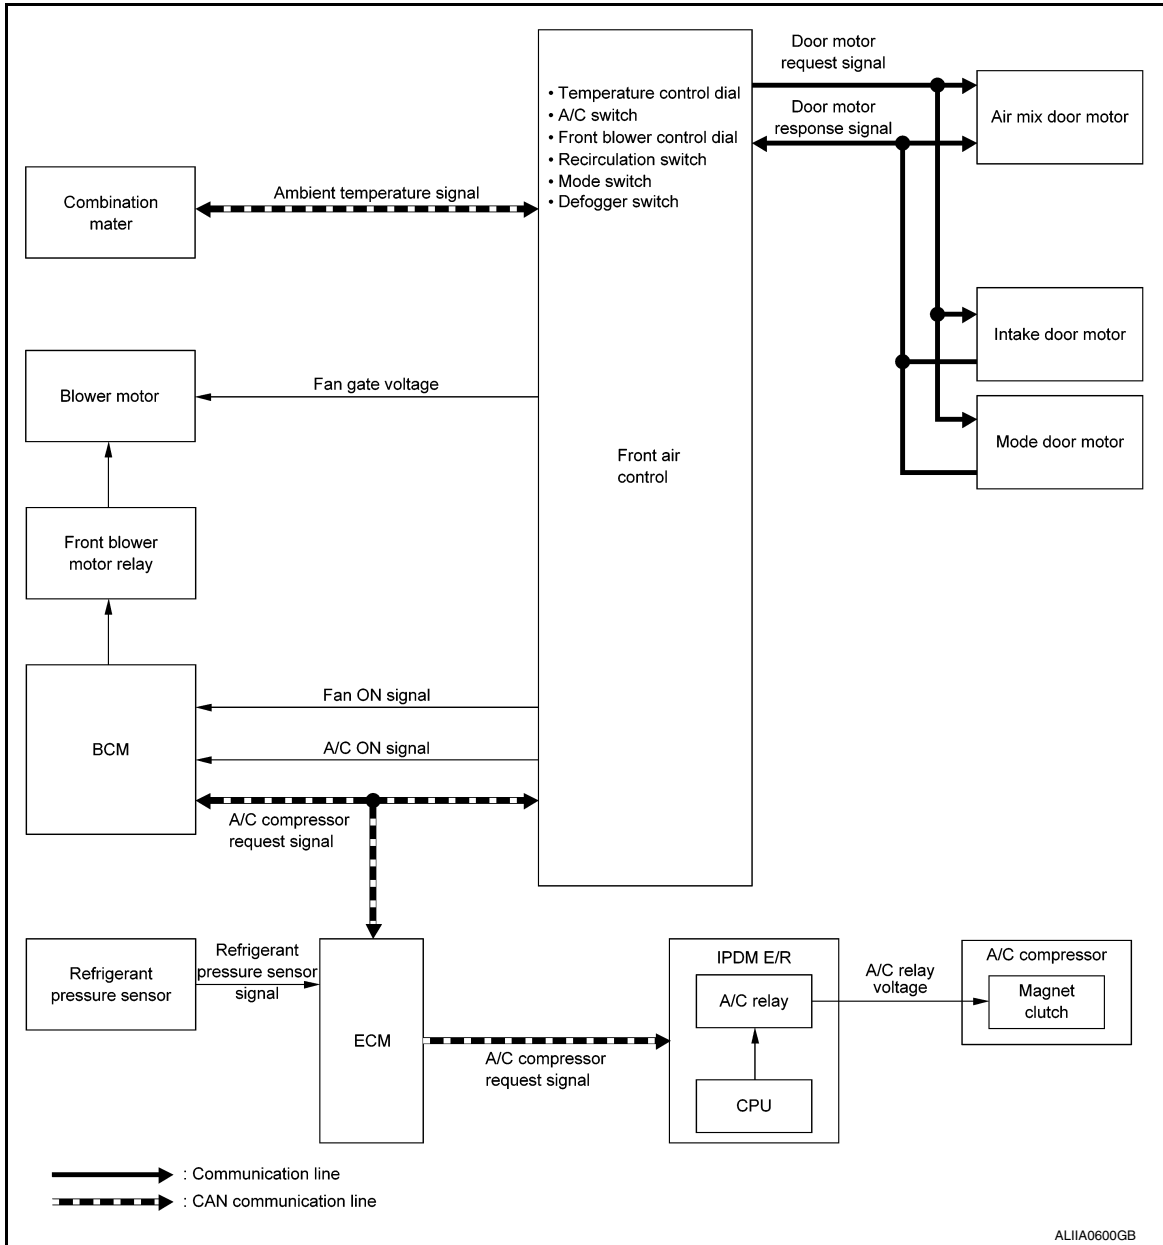 Door motor
request signal
• Temperature control dial
• A/C switch
• Front blower control dial
• Recirculation switch
• Mode switch
• Defogger switch
Door motor
response signal
Air mix door motor
Combination
mater
Ambient temperature signal
Intake door motor
Blower motor
Fan gate voltage
Mode door motor
Front air
control
Front blower
motor relay
BCM
Fan ON signal
A/C ON signal
A/C compressor
request signal
Refrigerant
pressure sensor
Refrigerant
pressure sensor
signal
ECM
A/C compressor
request signal
IPDM E/R
A/C relay
CPU
A/C relay
voltage
A/C compressor
Magnet
clutch
: Communication line
: CAN communication line
ALIIA0600GB